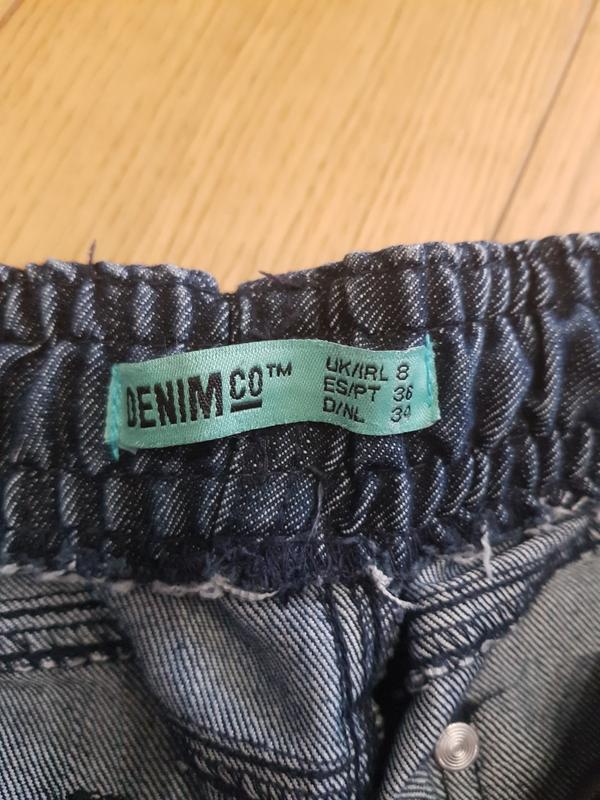 DENIM CO™
UK/IRL 8
ES/PT 36
D/NL 34